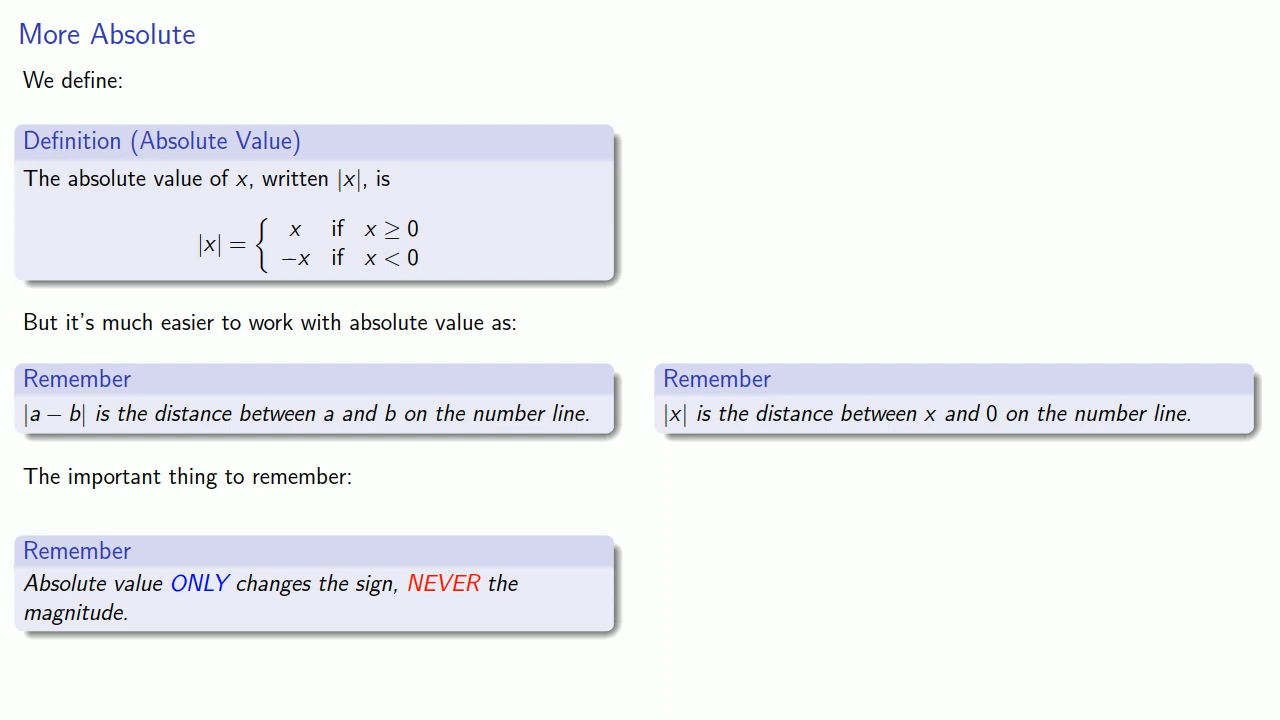 More Absolute
We define:
Definition (Absolute Value)
The absolute value of x, written |x|, is
|x| = { x if x ≥ 0
−x if x < 0
But it's much easier to work with absolute value as:
Remember
|a − b| is the distance between a and b on the number line.
Remember
|x| is the distance between x and 0 on the number line.
The important thing to remember:
Remember
Absolute value ONLY changes the sign, NEVER the
magnitude.